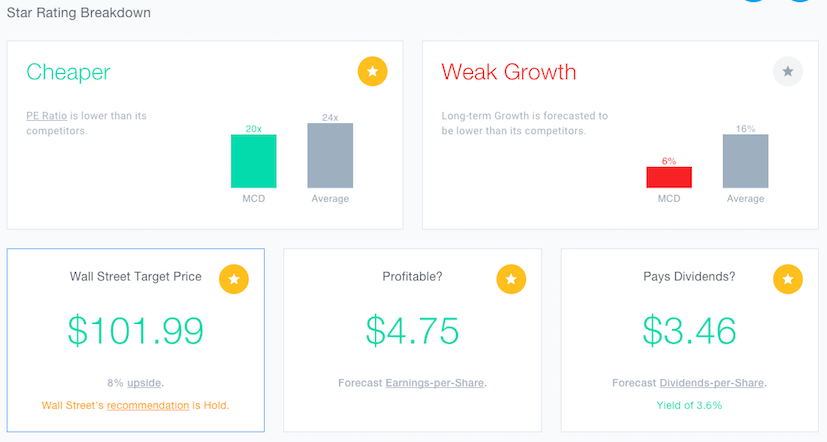 Star Rating Breakdown
Cheaper
PE Ratio is lower than its
competitors.
20x
24x
MCD
Average
Weak Growth
Long-term Growth is forecasted to
be lower than its competitors.
6%
16%
MCD
Average
Wall Street Target Price
$101.99
8% upside.
Wall Street's recommendation is Hold.
Profitable?
$4.75
Forecast Earnings-per-Share.
Pays Dividends?
$3.46
Forecast Dividends-per-Share.
Yield of 3.6%